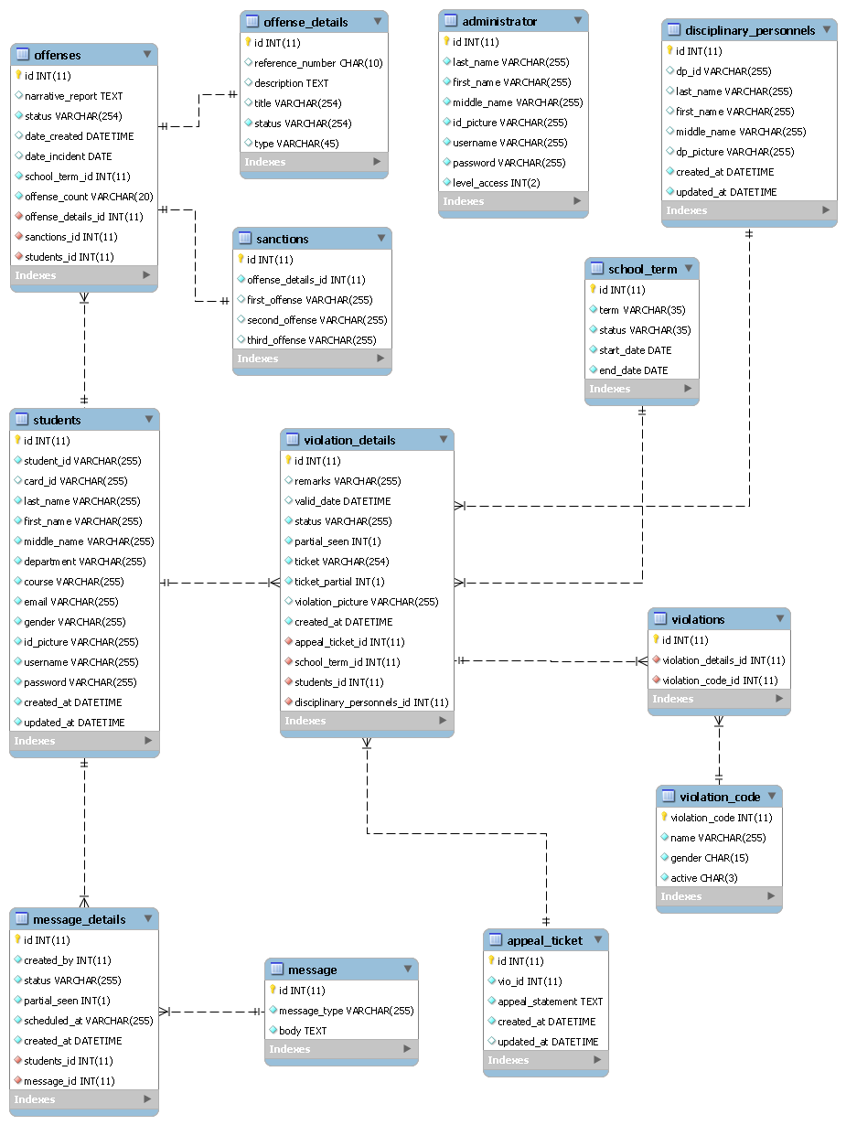 offenses
id INT(11)
narrative_report TEXT
status VARCHAR(254)
date_created DATETIME
date_incident DATE
school_term_id INT(11)
offense_count VARCHAR(20)
offense_details_id INT(11)
sanctions_id INT(11)
students_id INT(11)
Indexes
offense_details
id INT(11)
reference_number CHAR(10)
description TEXT
title VARCHAR(254)
status VARCHAR(254)
type VARCHAR(45)
Indexes
administrator
id INT(11)
last_name VARCHAR(255)
first_name VARCHAR(255)
middle_name VARCHAR(255)
id_picture VARCHAR(255)
username VARCHAR(255)
password VARCHAR(255)
level_access INT(2)
Indexes
disciplinary_personnels
id INT(11)
dp_id VARCHAR(255)
last_name VARCHAR(255)
first_name VARCHAR(255)
middle_name VARCHAR(255)
dp_picture VARCHAR(255)
created_at DATETIME
updated_at DATETIME
Indexes
sanctions
id INT(11)
offense_details_id INT(11)
first_offense VARCHAR(255)
second_offense VARCHAR(255)
third_offense VARCHAR(255)
Indexes
school_term
id INT(11)
term VARCHAR(35)
status VARCHAR(35)
start_date DATE
end_date DATE
Indexes
students
id INT(11)
student_id VARCHAR(255)
card_id VARCHAR(255)
last_name VARCHAR(255)
first_name VARCHAR(255)
middle_name VARCHAR(255)
department VARCHAR(255)
course VARCHAR(255)
email VARCHAR(255)
gender VARCHAR(255)
id_picture VARCHAR(255)
username VARCHAR(255)
password VARCHAR(255)
created_at DATETIME
updated_at DATETIME
Indexes
violation_details
id INT(11)
remarks VARCHAR(255)
valid_date DATETIME
status VARCHAR(255)
partial_seen INT(1)
ticket VARCHAR(254)
ticket_partial INT(1)
violation_picture VARCHAR(255)
created_at DATETIME
appeal_ticket_id INT(11)
school_term_id INT(11)
students_id INT(11)
disciplinary_personnels_id INT(11)
Indexes
violations
id INT(11)
violation_details_id INT(11)
violation_code_id INT(11)
Indexes
violation_code
violation_code INT(11)
name VARCHAR(255)
gender CHAR(15)
active CHAR(3)
Indexes
message_details
id INT(11)
created_by INT(11)
status VARCHAR(255)
partial_seen INT(1)
scheduled_at VARCHAR(255)
created_at DATETIME
students_id INT(11)
message_id INT(11)
Indexes
message
id INT(11)
message_type VARCHAR(255)
body TEXT
Indexes
appeal_ticket
id INT(11)
vio_id INT(11)
appeal_statement TEXT
created_at DATETIME
updated_at DATETIME
Indexes